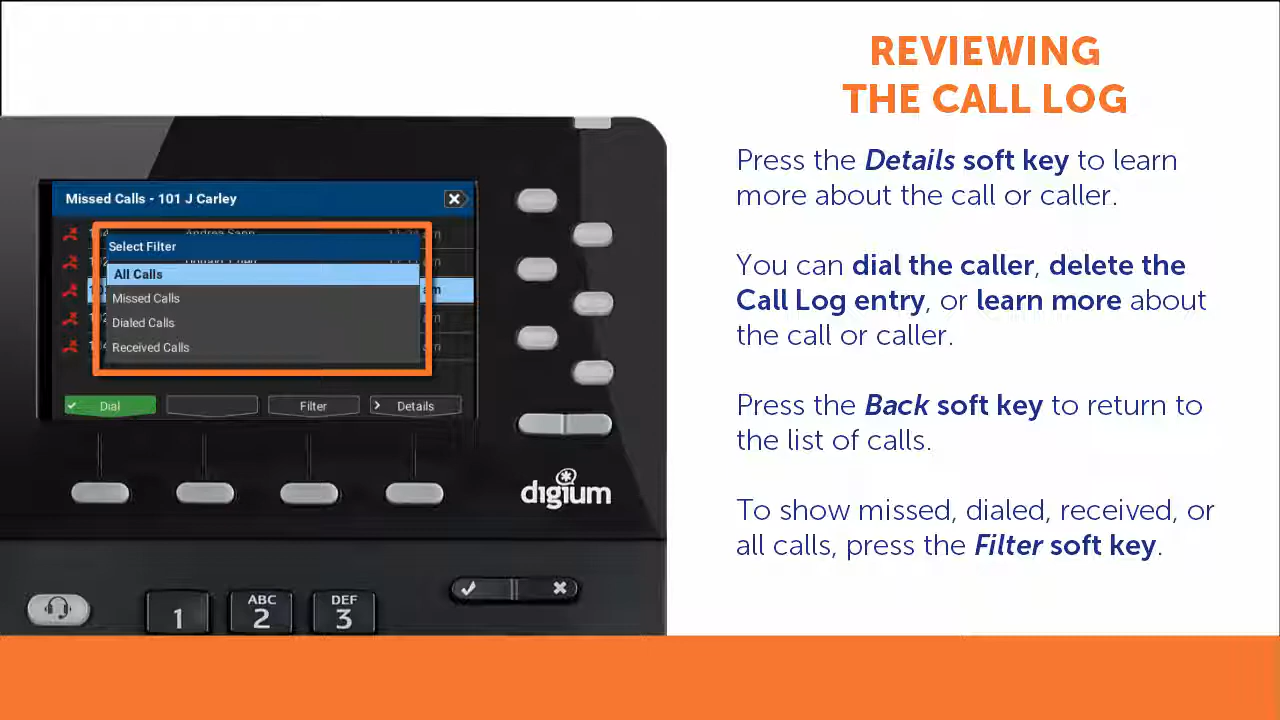 REVIEWING
THE CALL LOG
Press the Details soft key to learn
more about the call or caller.
You can dial the caller, delete the
Call Log entry, or learn more about
the call or caller.
Press the Back soft key to return to
the list of calls.
To show missed, dialed, received, or
all calls, press the Filter soft key.
Missed Calls - 101 J Carley
Select Filter
All Calls
Missed Calls
Dialed Calls
Received Calls
Dial
Filter
Details
digium
1
ABC
2
DEF
3